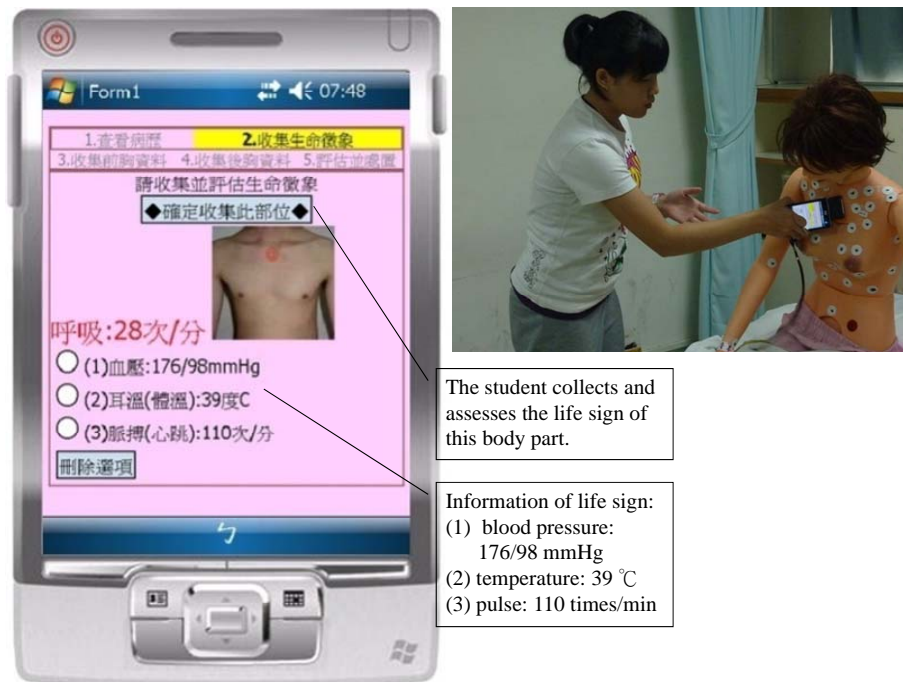 Form1
07:48
1.查看病歷 2.收集生命徵象
3.收集前胸資料 4.收集後胸資料 5.評估並處置
請收集並評估生命徵象
◆確定收集此部位◆
呼吸:28次/分
(1)血壓:176/98mmHg
(2)耳溫(體溫):39度C
(3)脈搏(心跳):110次/分
刪除選項
ㄣ
The student collects and
assesses the life sign of
this body part.
Information of life sign:
(1) blood pressure:
176/98 mmHg
(2) temperature: 39 ℃
(3) pulse: 110 times/min